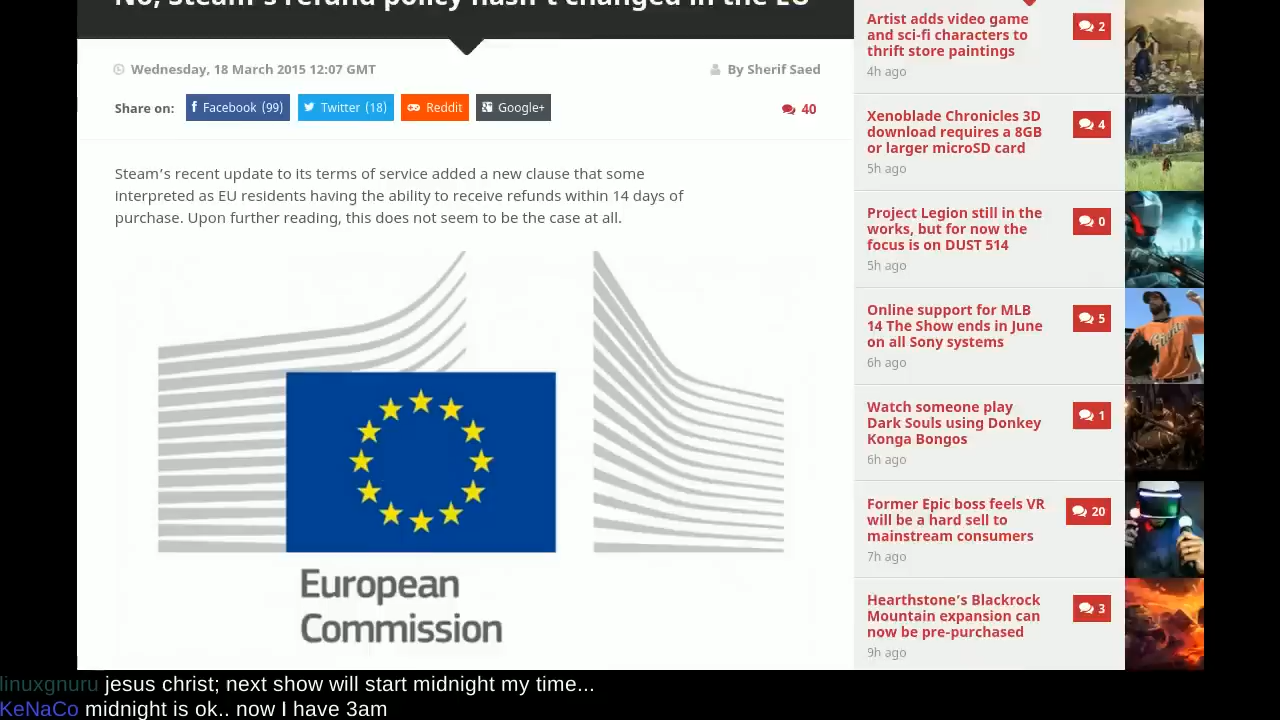 No, Steam's refund policy hasn't changed in the EU
Wednesday, 18 March 2015 12:07 GMT
By Sherif Saed
Share on:
Facebook (99)
Twitter (18)
Reddit
Google+
40
Steam's recent update to its terms of service added a new clause that some
interpreted as EU residents having the ability to receive refunds within 14 days of
purchase. Upon further reading, this does not seem to be the case at all.
European
Commission
Artist adds video game
and sci-fi characters to
thrift store paintings
4h ago
2
Xenoblade Chronicles 3D
download requires a 8GB
or larger microSD card
5h ago
4
Project Legion still in the
works, but for now the
focus is on DUST 514
5h ago
0
Online support for MLB
14 The Show ends in June
on all Sony systems
6h ago
5
Watch someone play
Dark Souls using Donkey
Konga Bongos
6h ago
1
Former Epic boss feels VR
will be a hard sell to
mainstream consumers
7h ago
20
Hearthstone's Blackrock
Mountain expansion can
now be pre-purchased
9h ago
3
linuxgnuru jesus christ; next show will start midnight my time...
KeNaCo midnight is ok.. now I have 3am